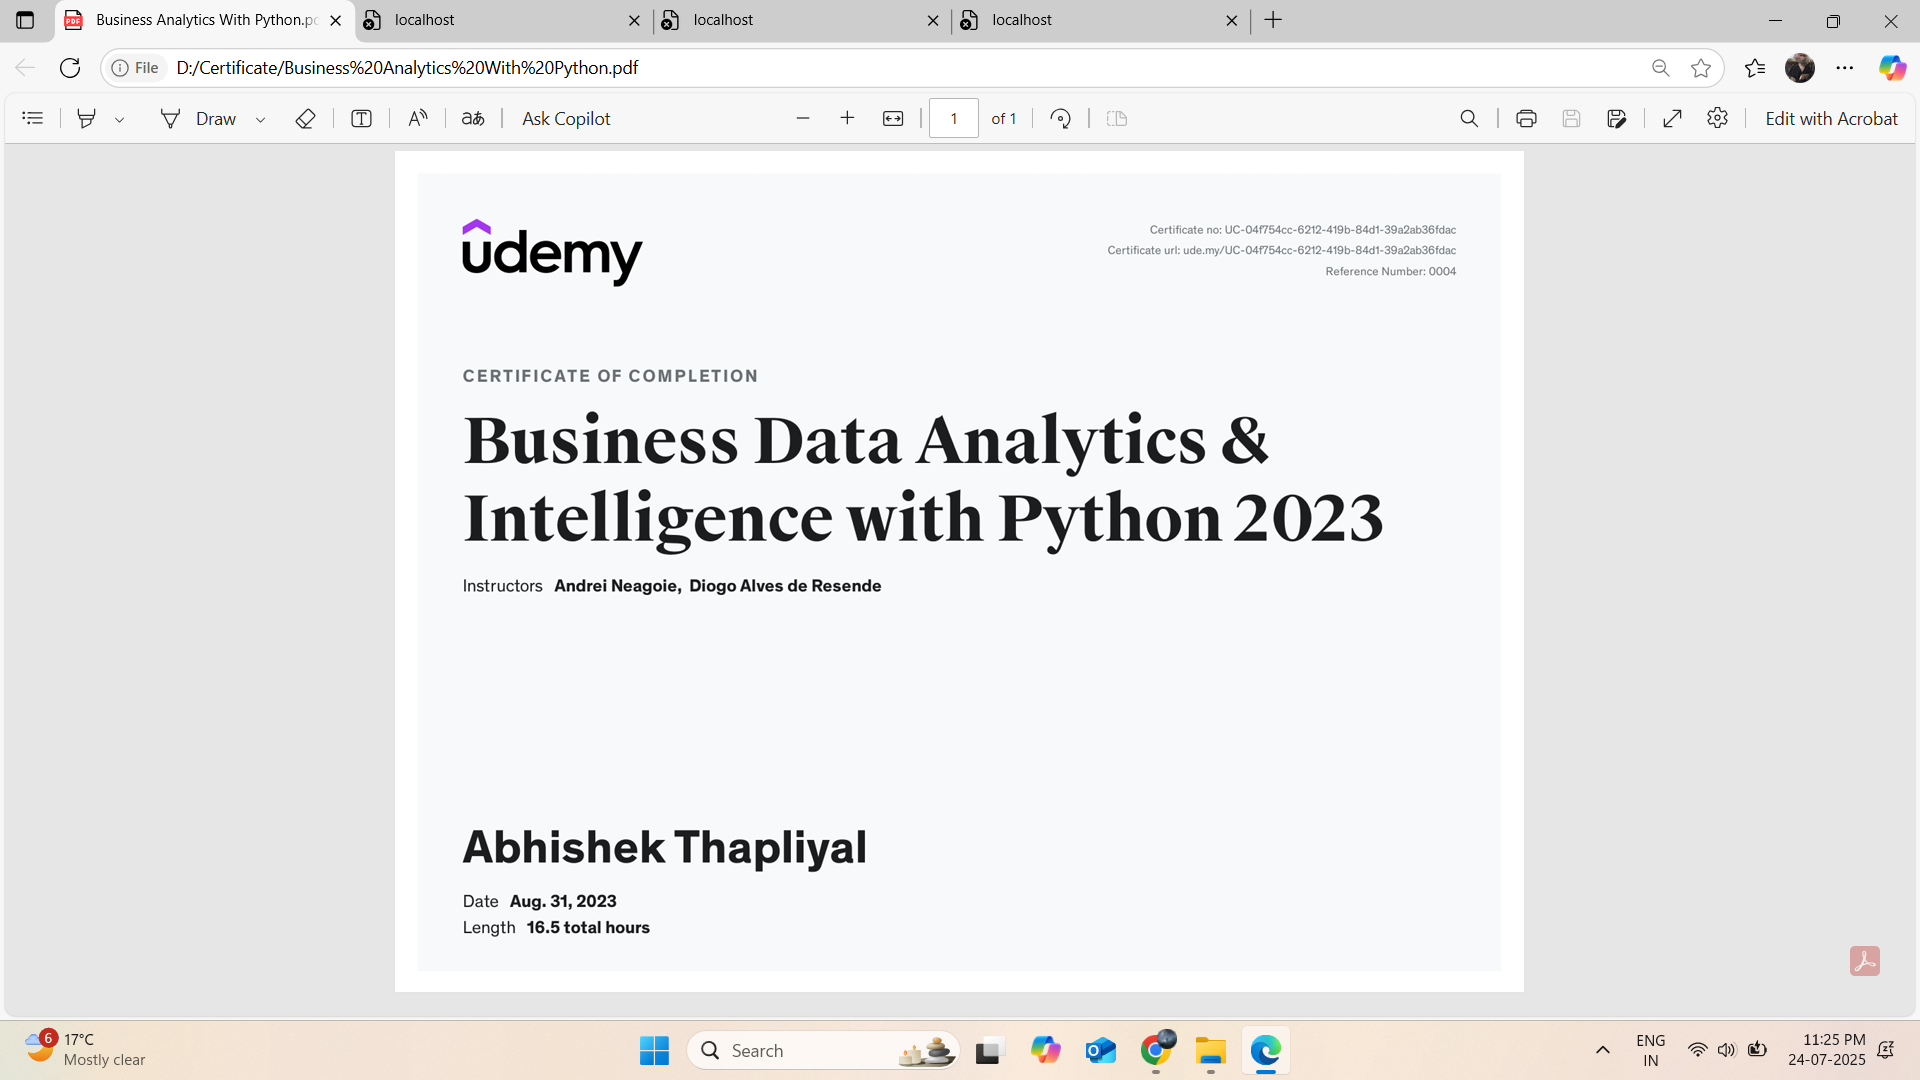 Business Analytics With Python.pd
localhost
localhost
localhost
File
D:/Certificate/Business%20Analytics%20With%20Python.pdf
Draw
aあ
Ask Copilot
1
of 1
Edit with Acrobat
udemy
Certificate no: UC-04f754cc-6212-419b-84d1-39a2ab36fdac
Certificate url: ude.my/UC-04f754cc-6212-419b-84d1-39a2ab36fdac
Reference Number: 0004
CERTIFICATE OF COMPLETION
Business Data Analytics &
Intelligence with Python 2023
Instructors Andrei Neagoie, Diogo Alves de Resende
Abhishek Thapliyal
Date Aug. 31, 2023
Length 16.5 total hours
6
17°C
Mostly clear
Search
ENG
IN
11:25 PM
24-07-2025